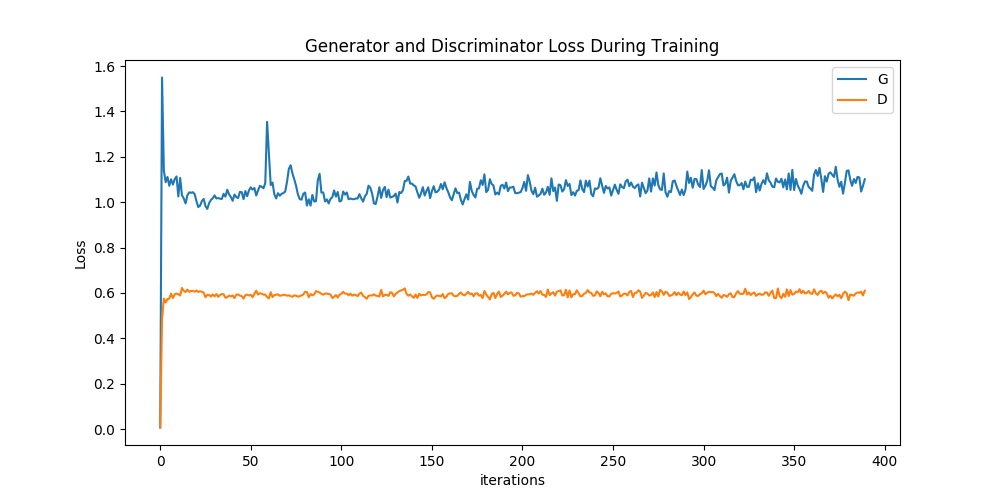 Generator and Discriminator Loss During Training
G
D
1.6
1.4
1.2
1.0
0.8
0.6
0.4
0.2
0.0
Loss
0 50 100 150 200 250 300 350 400
iterations